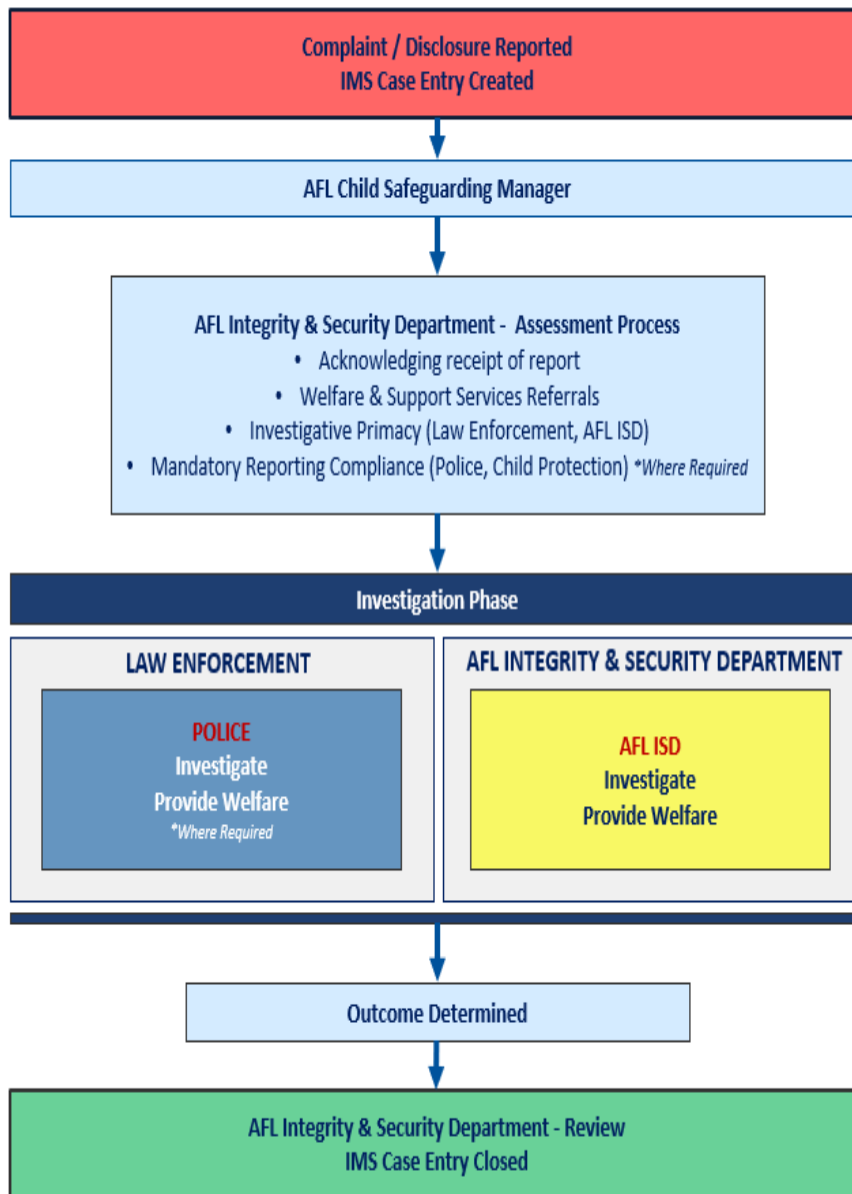 Complaint / Disclosure Reported
IMS Case Entry Created
AFL Child Safeguarding Manager
AFL Integrity & Security Department - Assessment Process
• Acknowledging receipt of report
• Welfare & Support Services Referrals
• Investigative Primacy (Law Enforcement, AFL ISD)
• Mandatory Reporting Compliance (Police, Child Protection) *Where Required
Investigation Phase
LAW ENFORCEMENT
POLICE
Investigate
Provide Welfare
*Where Required
AFL INTEGRITY & SECURITY DEPARTMENT
AFL ISD
Investigate
Provide Welfare
Outcome Determined
AFL Integrity & Security Department - Review
IMS Case Entry Closed